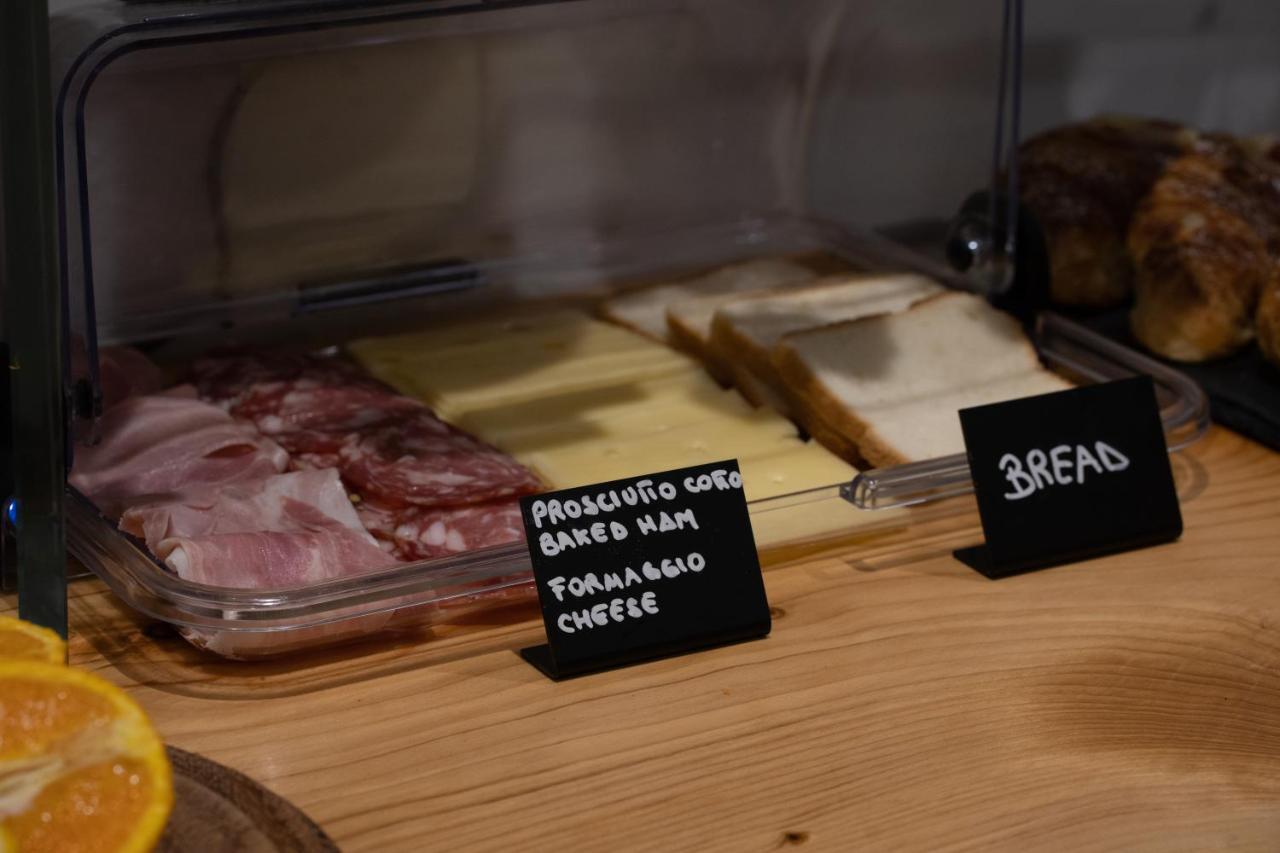 PROSCIUTTO COTTO
BAKED HAM
FORMAGGIO
CHEESE
BREAD